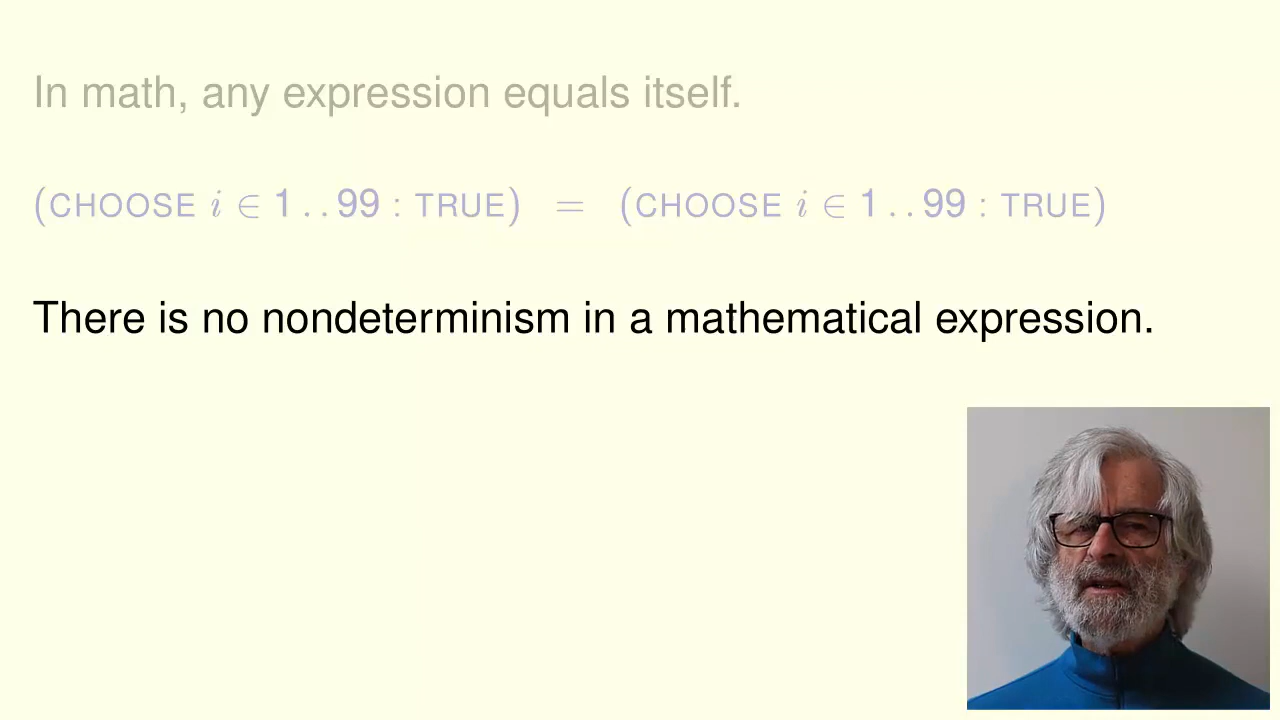 In math, any expression equals itself.
(CHOOSE i ∈ 1 . . 99 : TRUE) = (CHOOSE i ∈ 1 . . 99 : TRUE)
There is no nondeterminism in a mathematical expression.